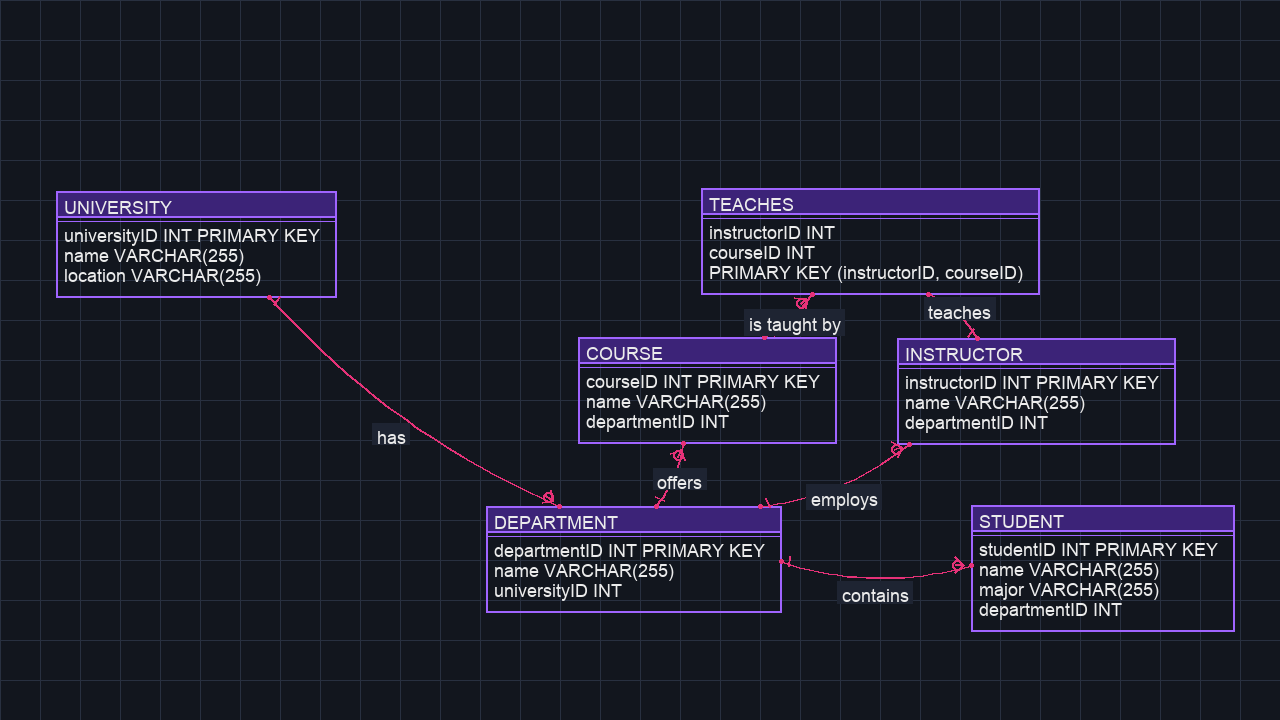 UNIVERSITY
universityID INT PRIMARY KEY
name VARCHAR(255)
location VARCHAR(255)
TEACHES
instructorID INT
courseID INT
PRIMARY KEY (instructorID, courseID)
is taught by
teaches
COURSE
courseID INT PRIMARY KEY
name VARCHAR(255)
departmentID INT
INSTRUCTOR
instructorID INT PRIMARY KEY
name VARCHAR(255)
departmentID INT
has
offers
employs
DEPARTMENT
departmentID INT PRIMARY KEY
name VARCHAR(255)
universityID INT
contains
STUDENT
studentID INT PRIMARY KEY
name VARCHAR(255)
major VARCHAR(255)
departmentID INT